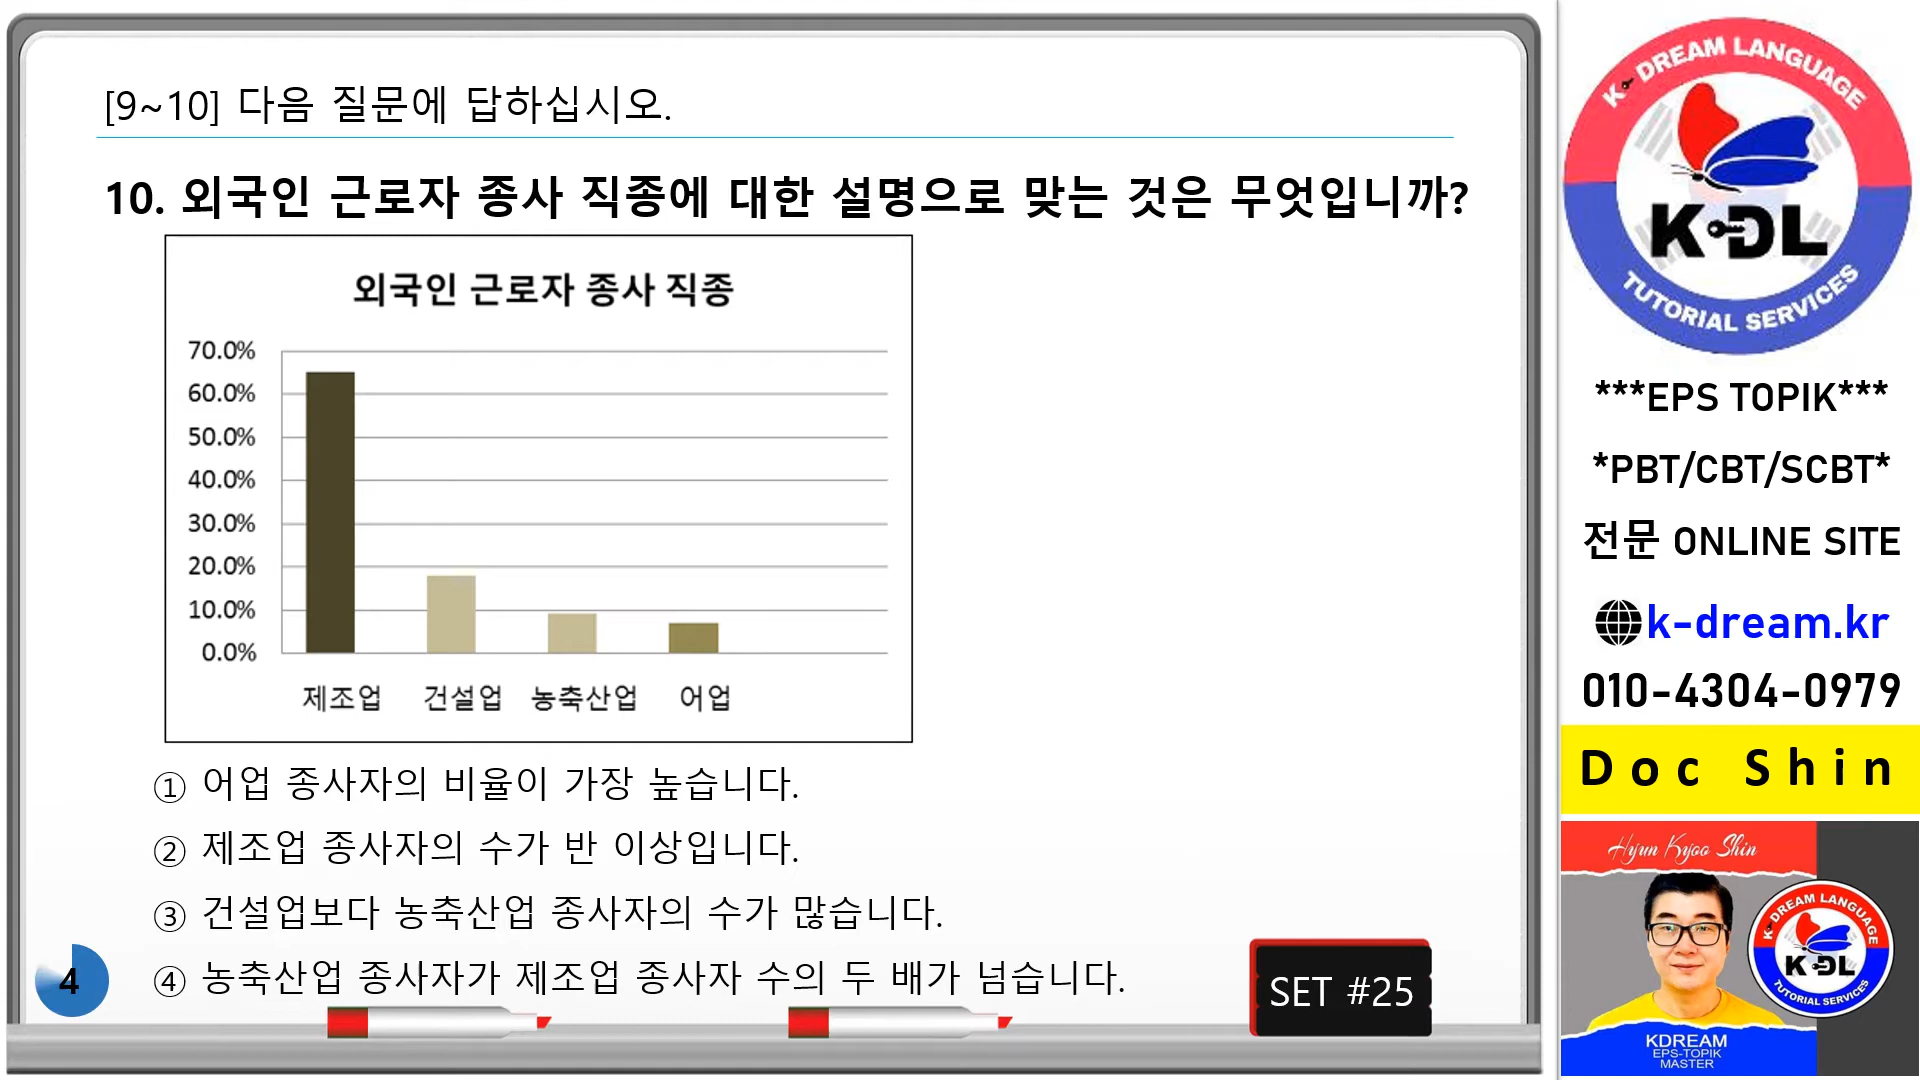 [9~10] 다음 질문에 답하십시오.
10. 외국인 근로자 종사 직종에 대한 설명으로 맞는 것은 무엇입니까?
외국인 근로자 종사 직종
70.0%
60.0%
50.0%
40.0%
30.0%
20.0%
10.0%
0.0%
제조업 건설업 농축산업 어업
① 어업 종사자의 비율이 가장 높습니다.
② 제조업 종사자의 수가 반 이상입니다.
③ 건설업보다 농축산업 종사자의 수가 많습니다.
④ 농축산업 종사자가 제조업 종사자 수의 두 배가 넘습니다.
4
SET #25
K-DREAM LANGUAGE
K-DL
TUTORIAL SERVICES
***EPS TOPIK***
*PBT/CBT/SCBT*
전문 ONLINE SITE
k-dream.kr
010-4304-0979
Doc Shin
Hyun Kyoo Shin
K-DREAM LANGUAGE
K-DL
TUTORIAL SERVICES
KDREAM
EPS-TOPIK
MASTER